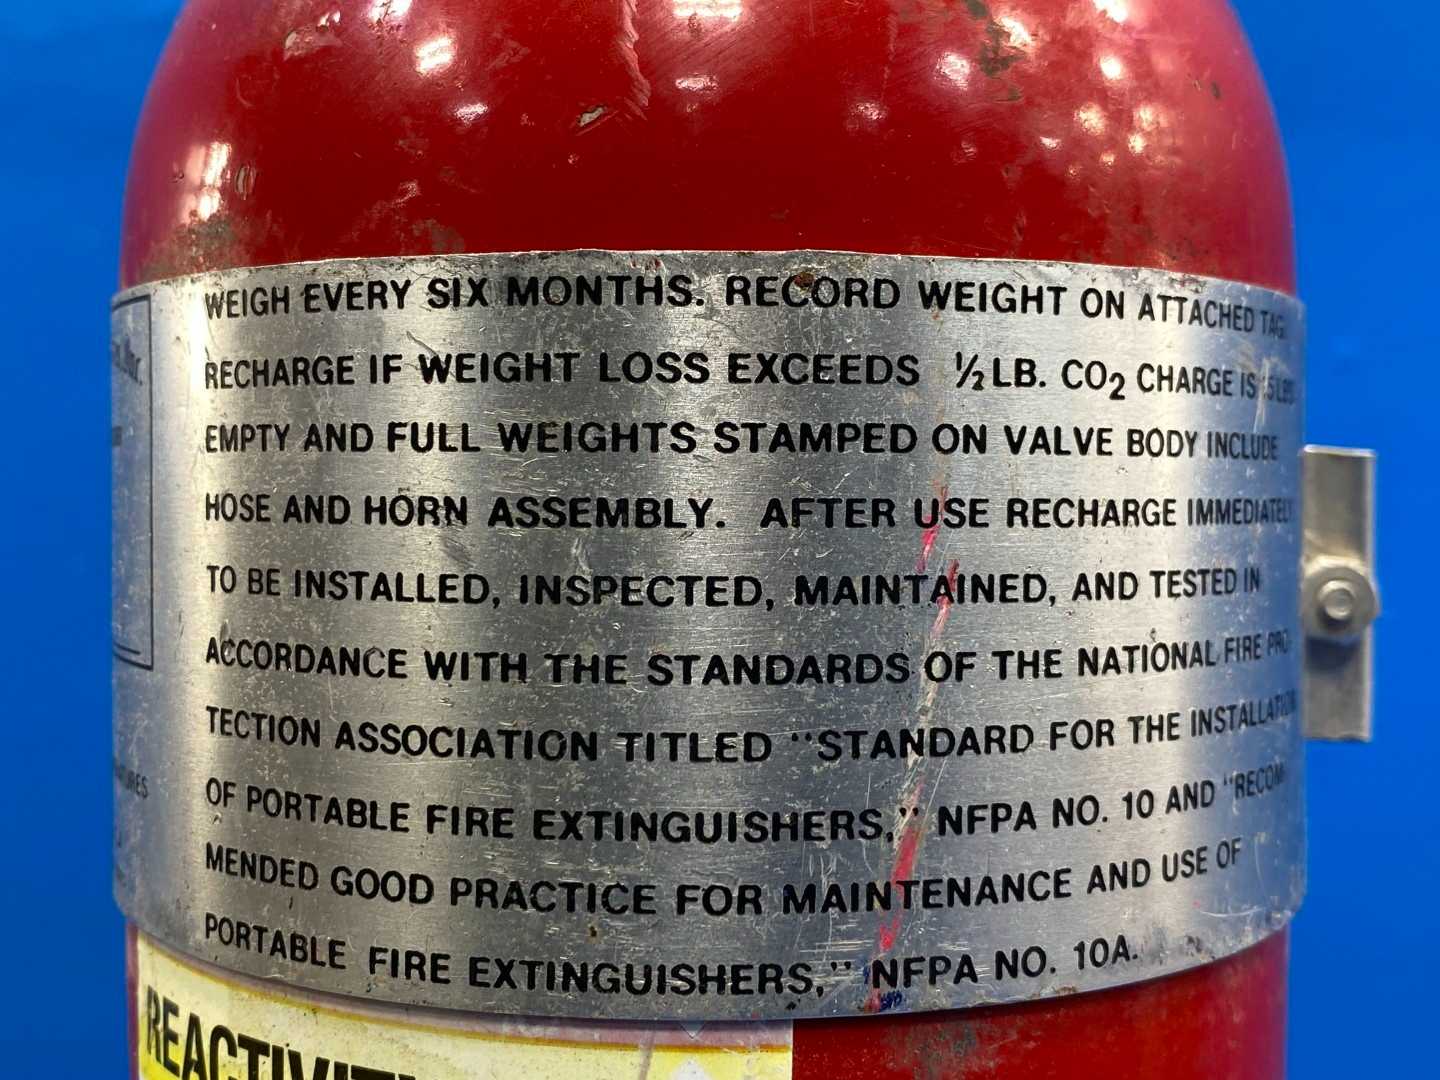 WEIGH EVERY SIX MONTHS. RECORD WEIGHT ON ATTACHED TAG.
RECHARGE IF WEIGHT LOSS EXCEEDS ½ LB. CO2 CHARGE IS 5 LBS.
EMPTY AND FULL WEIGHTS STAMPED ON VALVE BODY INCLUDE
HOSE AND HORN ASSEMBLY. AFTER USE RECHARGE IMMEDIATELY.
TO BE INSTALLED, INSPECTED, MAINTAINED, AND TESTED IN
ACCORDANCE WITH THE STANDARDS OF THE NATIONAL FIRE PRO-
TECTION ASSOCIATION TITLED "STANDARD FOR THE INSTALLATION
OF PORTABLE FIRE EXTINGUISHERS," NFPA NO. 10 AND "RECOM-
MENDED GOOD PRACTICE FOR MAINTENANCE AND USE OF
PORTABLE FIRE EXTINGUISHERS," NFPA NO. 10A.